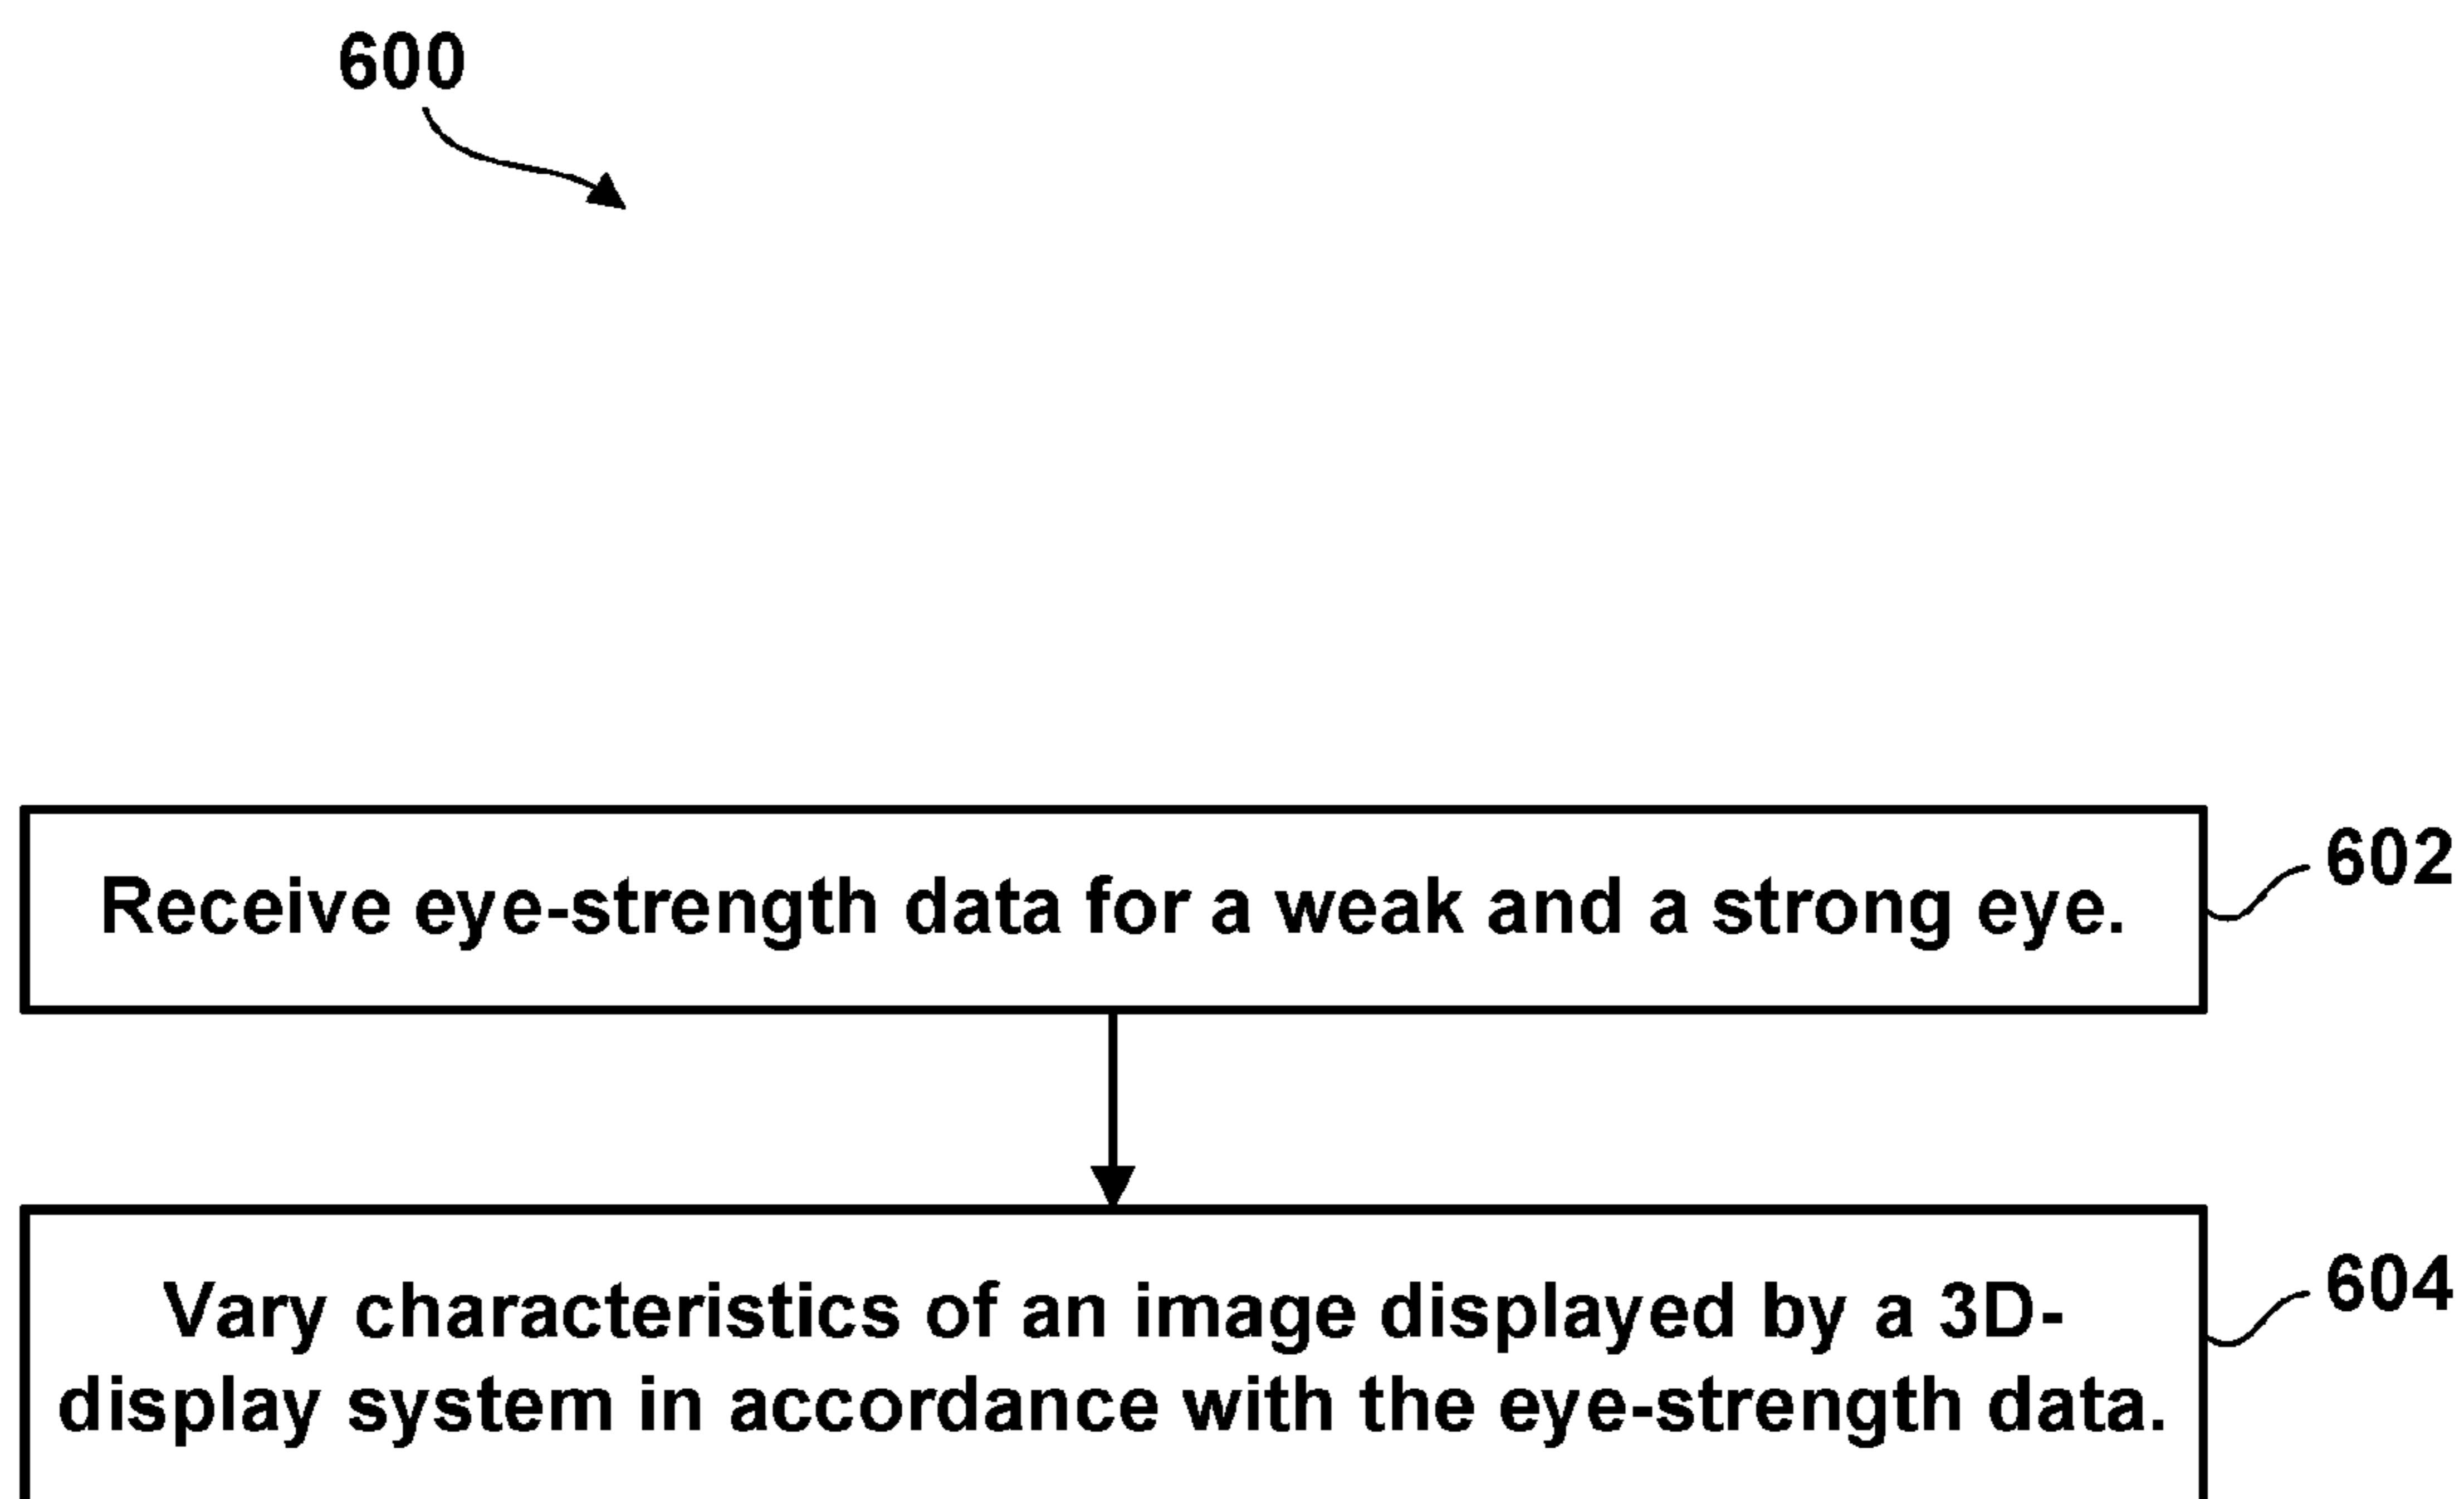 600
Receive eye-strength data for a weak and a strong eye.
602
Vary characteristics of an image displayed by a 3D-
display system in accordance with the eye-strength data.
604